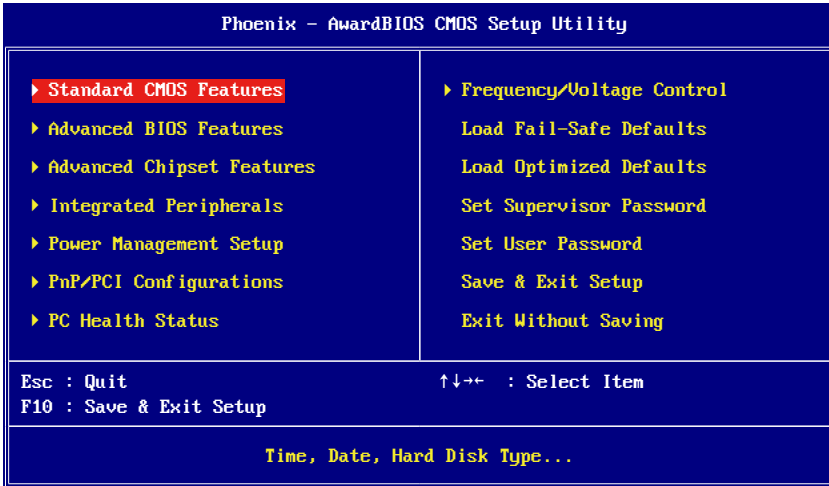 Phoenix - AwardBIOS CMOS Setup Utility
Standard CMOS Features
Advanced BIOS Features
Advanced Chipset Features
Integrated Peripherals
Power Management Setup
PnP/PCI Configurations
PC Health Status
Frequency/Voltage Control
Load Fail-Safe Defaults
Load Optimized Defaults
Set Supervisor Password
Set User Password
Save & Exit Setup
Exit Without Saving
Esc : Quit
F10 : Save & Exit Setup
↑↓→← : Select Item
Time, Date, Hard Disk Type...